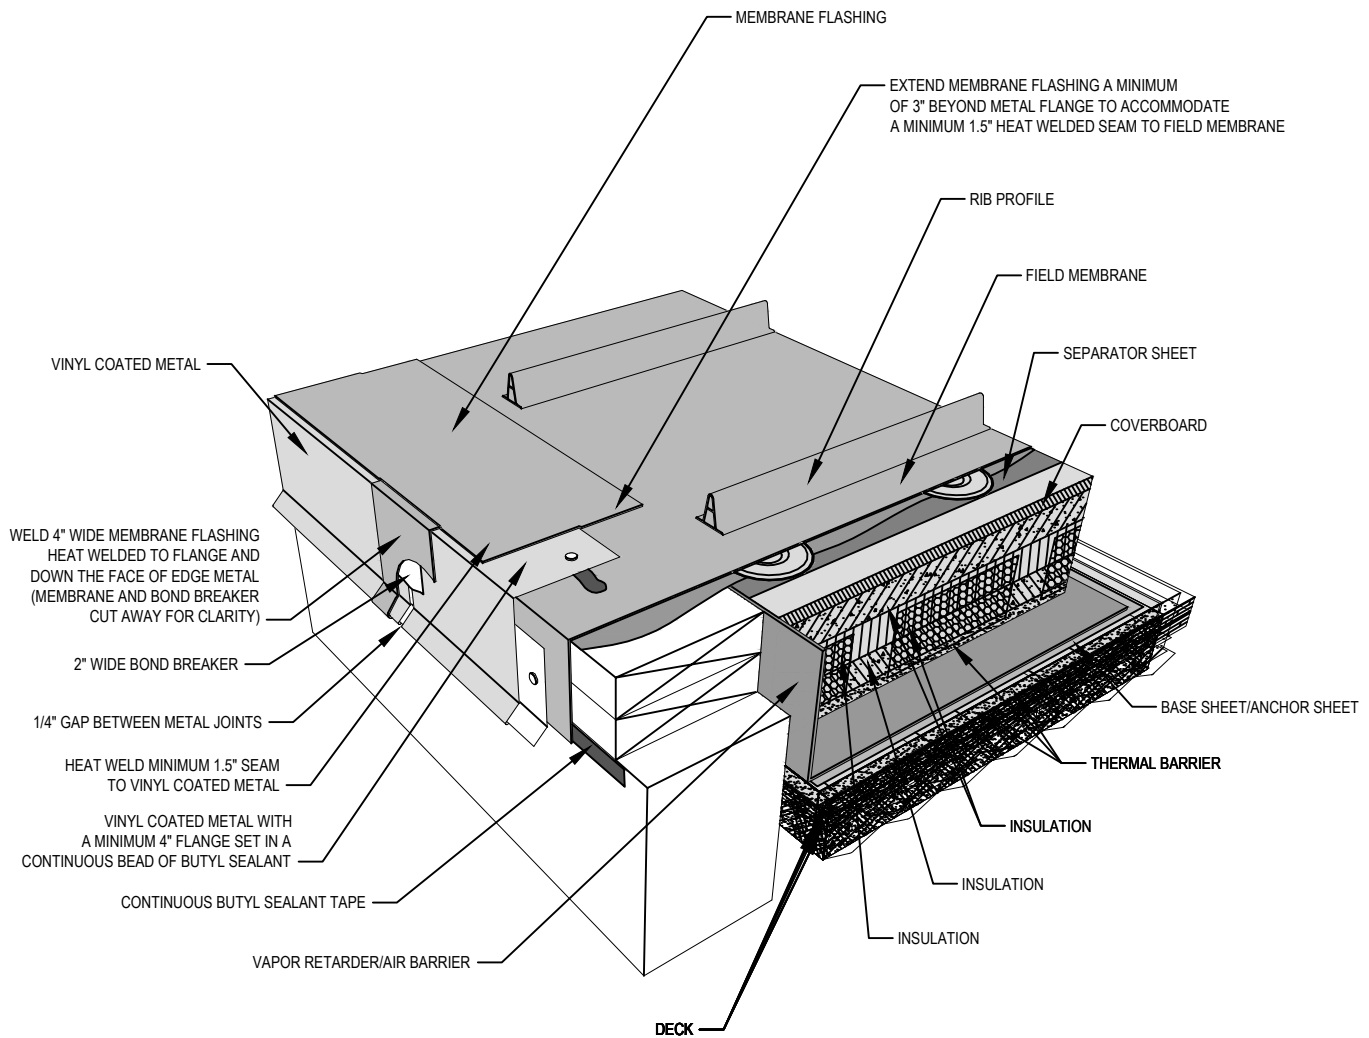 MEMBRANE FLASHING
EXTEND MEMBRANE FLASHING A MINIMUM
OF 3" BEYOND METAL FLANGE TO ACCOMMODATE
A MINIMUM 1.5" HEAT WELDED SEAM TO FIELD MEMBRANE
RIB PROFILE
FIELD MEMBRANE
SEPARATOR SHEET
VINYL COATED METAL
COVERBOARD
WELD 4" WIDE MEMBRANE FLASHING
HEAT WELDED TO FLANGE AND
DOWN THE FACE OF EDGE METAL
(MEMBRANE AND BOND BREAKER
CUT AWAY FOR CLARITY)
2" WIDE BOND BREAKER
1/4" GAP BETWEEN METAL JOINTS
BASE SHEET/ANCHOR SHEET
HEAT WELD MINIMUM 1.5" SEAM
TO VINYL COATED METAL
THERMAL BARRIER
VINYL COATED METAL WITH
A MINIMUM 4" FLANGE SET IN A
CONTINUOUS BEAD OF BUTYL SEALANT
INSULATION
INSULATION
CONTINUOUS BUTYL SEALANT TAPE
INSULATION
VAPOR RETARDER/AIR BARRIER
DECK